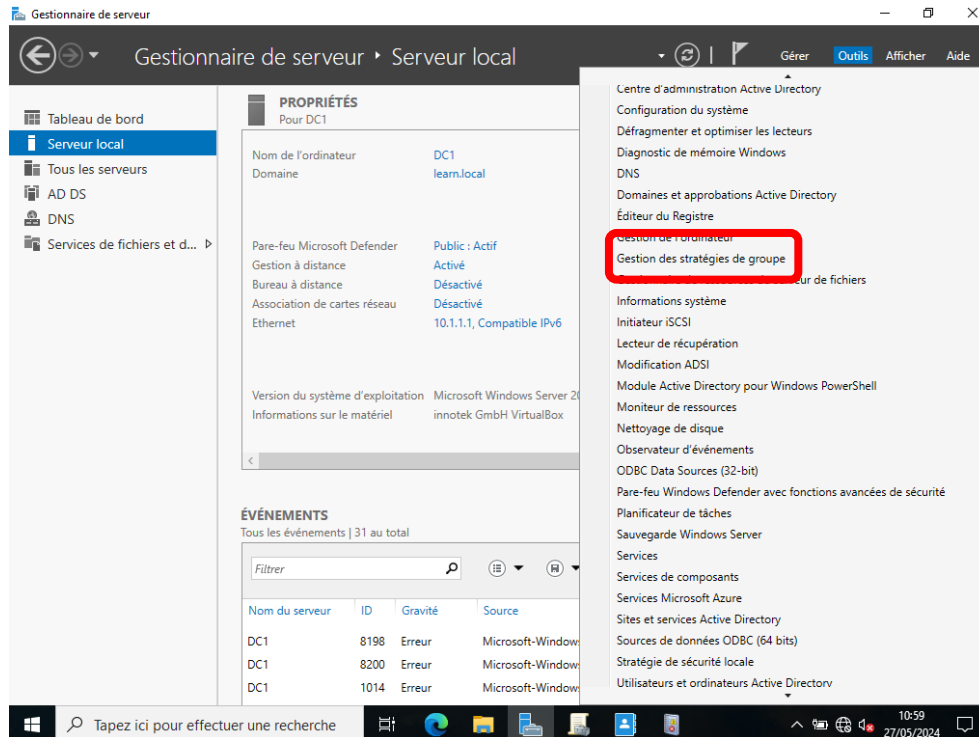 Gestionnaire de serveur
Gestionnaire de serveur • Serveur local
Gérer Outils Afficher Aide
Tableau de bord
Serveur local
Tous les serveurs
AD DS
DNS
Services de fichiers et d...
PROPRIÉTÉS
Pour DC1
Nom de l'ordinateur DC1
Domaine learn.local
Pare-feu Microsoft Defender Public : Actif
Gestion à distance Activé
Bureau à distance Désactivé
Association de cartes réseau Désactivé
Ethernet 10.1.1.1, Compatible IPv6
Version du système d'exploitation Microsoft Windows Server 20
Informations sur le matériel innotek GmbH VirtualBox
ÉVÉNEMENTS
Tous les événements | 31 au total
Filtrer
Nom du serveur ID Gravité Source
DC1 8198 Erreur Microsoft-Window
DC1 8200 Erreur Microsoft-Window
DC1 1014 Erreur Microsoft-Window
Centre d'administration Active Directory
Configuration du système
Défragmenter et optimiser les lecteurs
Diagnostic de mémoire Windows
DNS
Domaines et approbations Active Directory
Éditeur du Registre
Gestion de l'ordinateur
Gestion des stratégies de groupe
de fichiers
Informations système
Initiateur iSCSI
Lecteur de récupération
Modification ADSI
Module Active Directory pour Windows PowerShell
Moniteur de ressources
Nettoyage de disque
Observateur d'événements
ODBC Data Sources (32-bit)
Pare-feu Windows Defender avec fonctions avancées de sécurité
Planificateur de tâches
Sauvegarde Windows Server
Services
Services de composants
Services Microsoft Azure
Sites et services Active Directory
Sources de données ODBC (64 bits)
Stratégie de sécurité locale
Utilisateurs et ordinateurs Active Directory
Tapez ici pour effectuer une recherche
10:59
27/05/2024